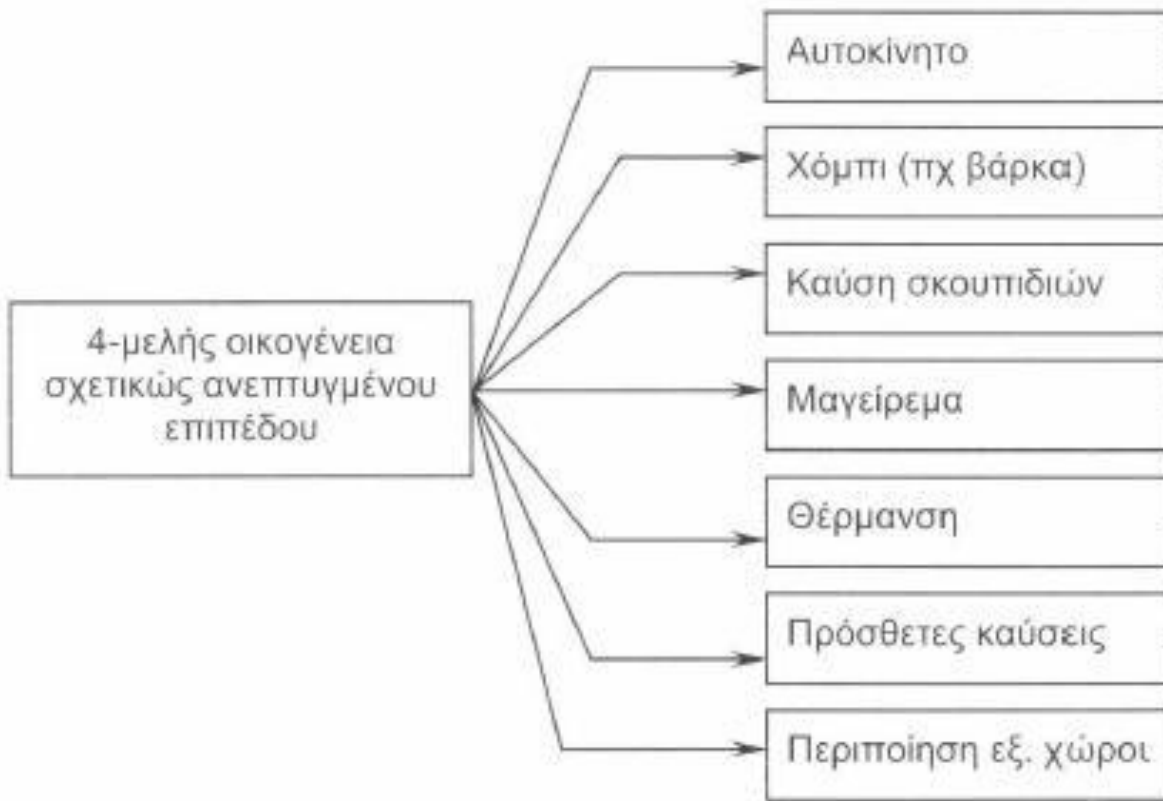 Αυτοκίνητο
Χόμπι (πχ βάρκα)
Καύση σκουπιδιών
4-μελής οικογένεια
σχετικώς ανεπτυγμένου
επιπέδου
Μαγείρεμα
Θέρμανση
Πρόσθετες καύσεις
Περιποίηση εξ. χώροι